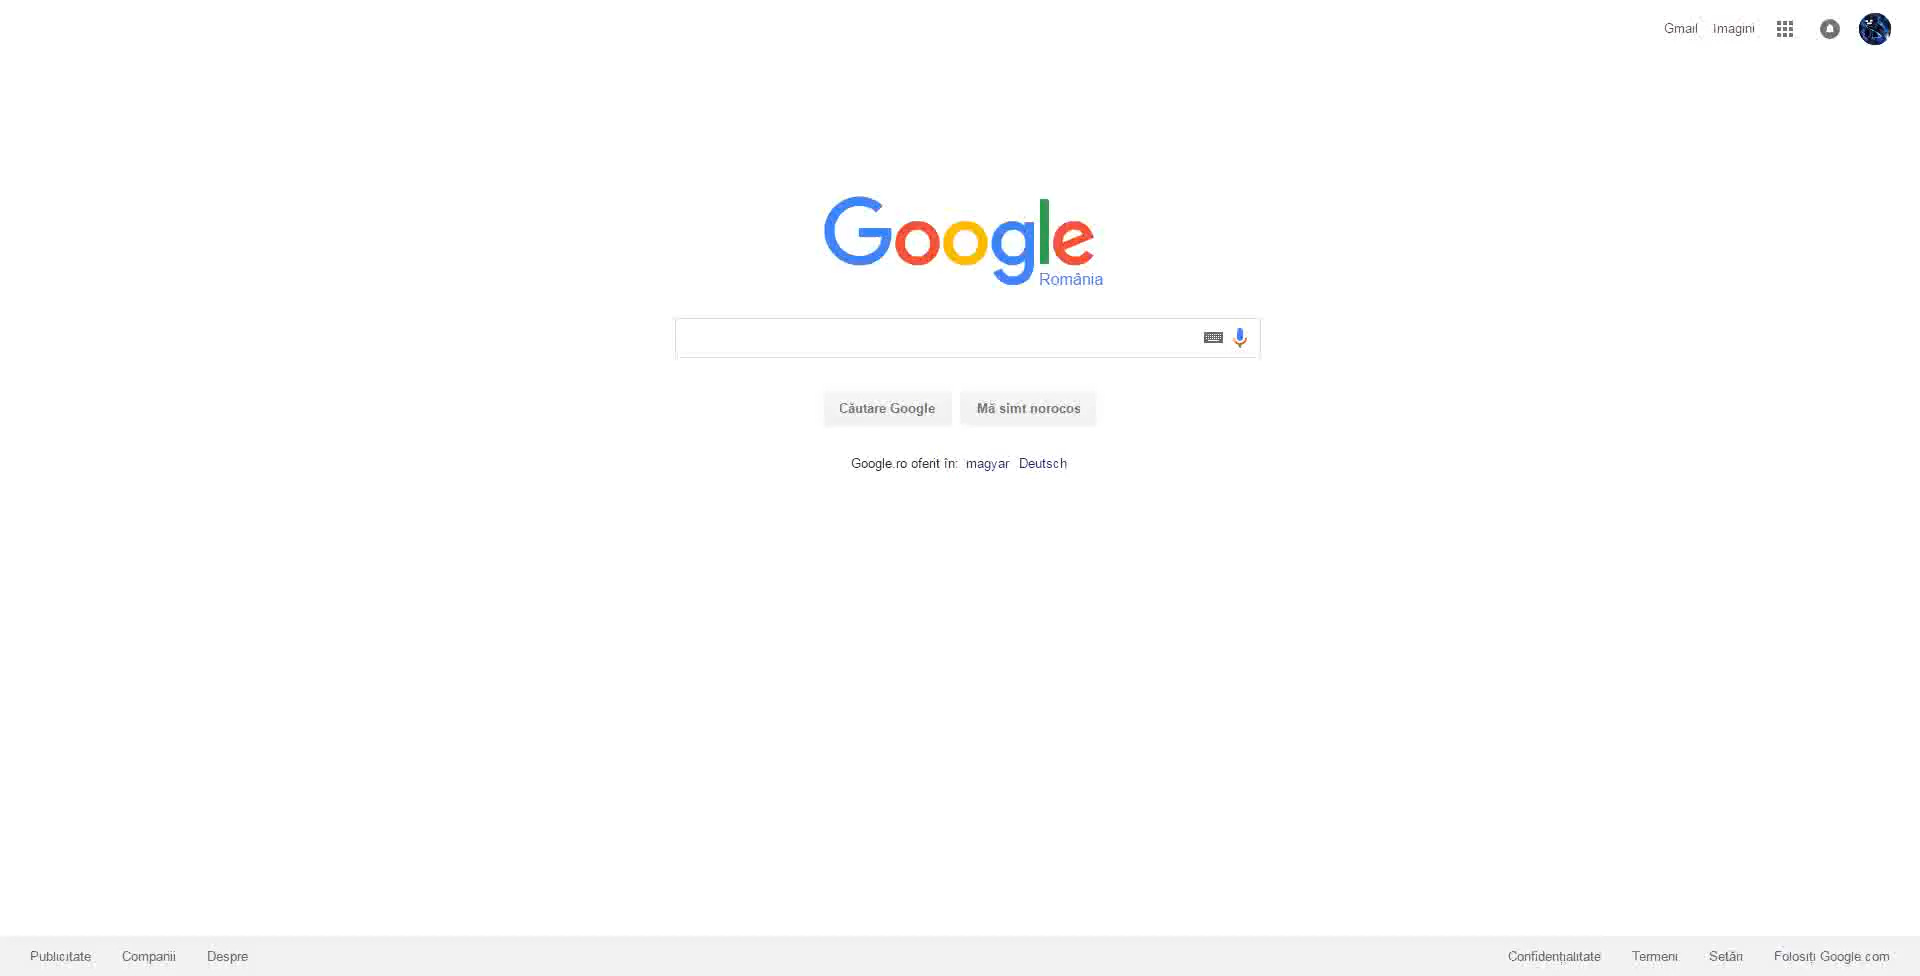 Gmail Imagini
Google
România
Căutare Google Mă simt norocos
Google.ro oferit în: magyar Deutsch
Publicitate Companii Despre Confidențialitate Termeni Setări Folosiți Google.com